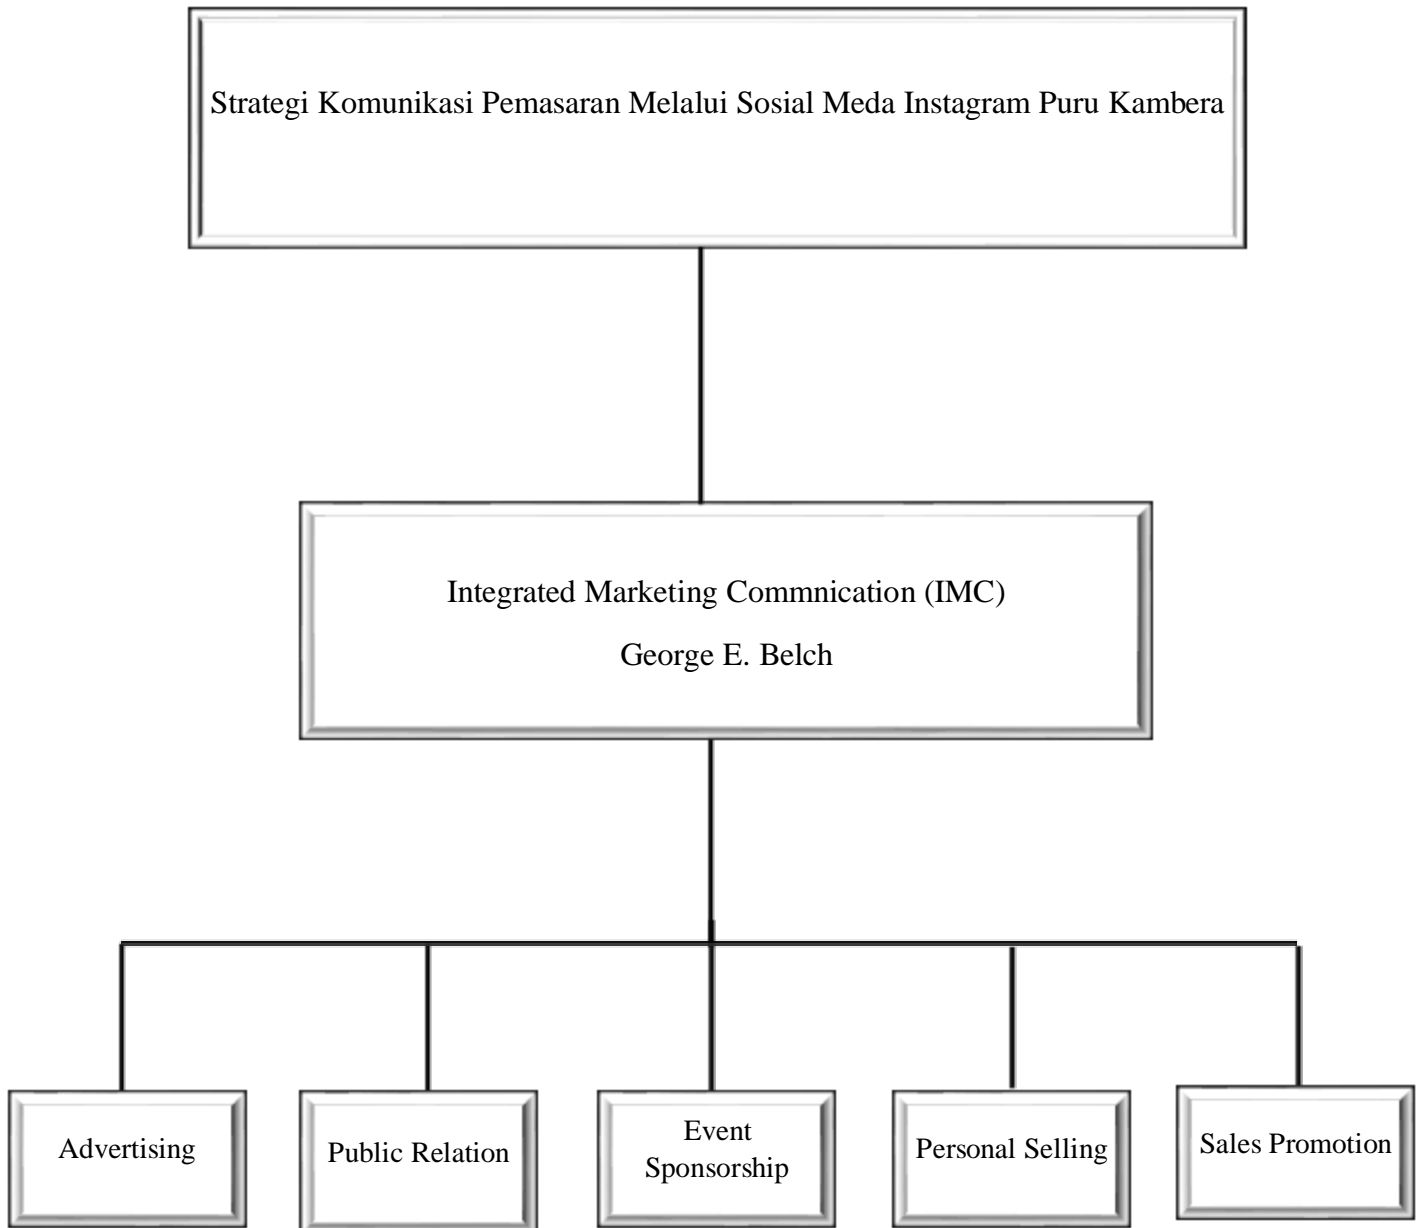 Strategi Komunikasi Pemasaran Melalui Sosial Meda Instagram Puru Kambera
Integrated Marketing Commnication (IMC)
George E. Belch
Advertising
Public Relation
Event
Sponsorship
Personal Selling
Sales Promotion